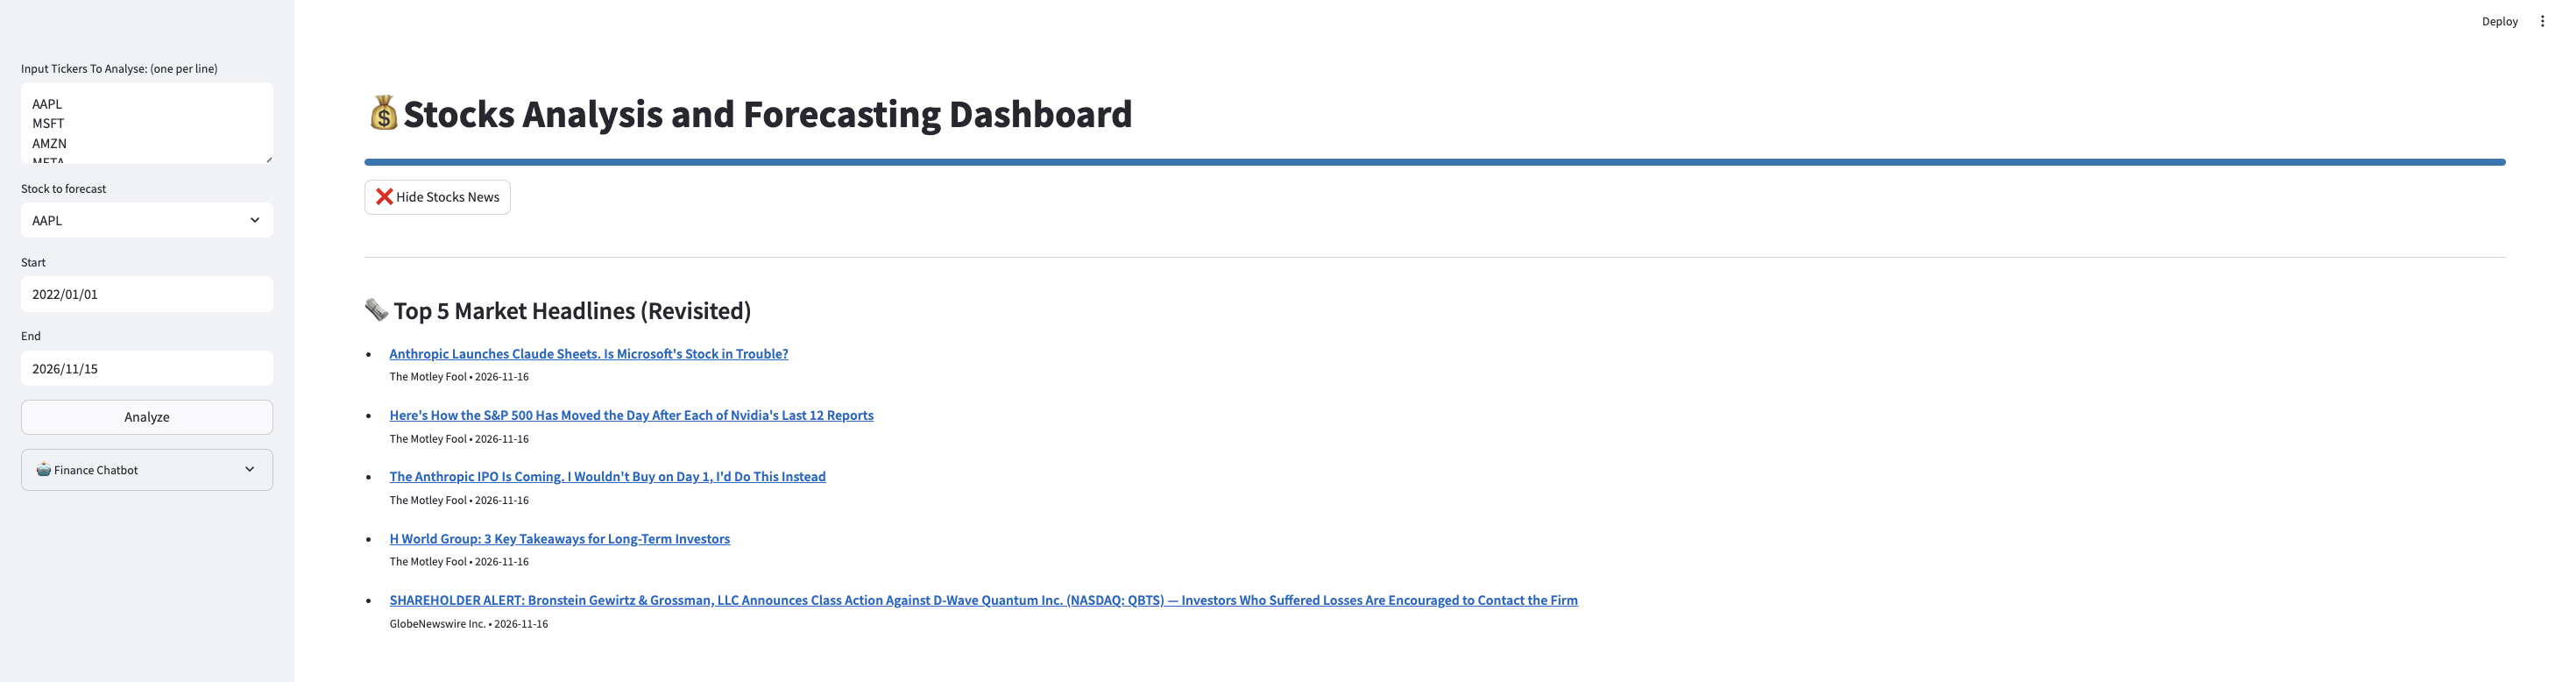 Deploy
Input Tickers To Analyse: (one per line)
AAPL
MSFT
AMZN
META
Stock to forecast
AAPL
Start
2022/01/01
End
2026/11/15
Analyze
Finance Chatbot
Stocks Analysis and Forecasting Dashboard
Hide Stocks News
Top 5 Market Headlines (Revisited)
Anthropic Launches Claude Sheets. Is Microsoft's Stock in Trouble?
The Motley Fool • 2026-11-16
Here's How the S&P 500 Has Moved the Day After Each of Nvidia's Last 12 Reports
The Motley Fool • 2026-11-16
The Anthropic IPO Is Coming. I Wouldn't Buy on Day 1, I'd Do This Instead
The Motley Fool • 2026-11-16
H World Group: 3 Key Takeaways for Long-Term Investors
The Motley Fool • 2026-11-16
SHAREHOLDER ALERT: Bronstein Gewirtz & Grossman, LLC Announces Class Action Against D-Wave Quantum Inc. (NASDAQ: QBTS) — Investors Who Suffered Losses Are Encouraged to Contact the Firm
GlobeNewswire Inc. • 2026-11-16